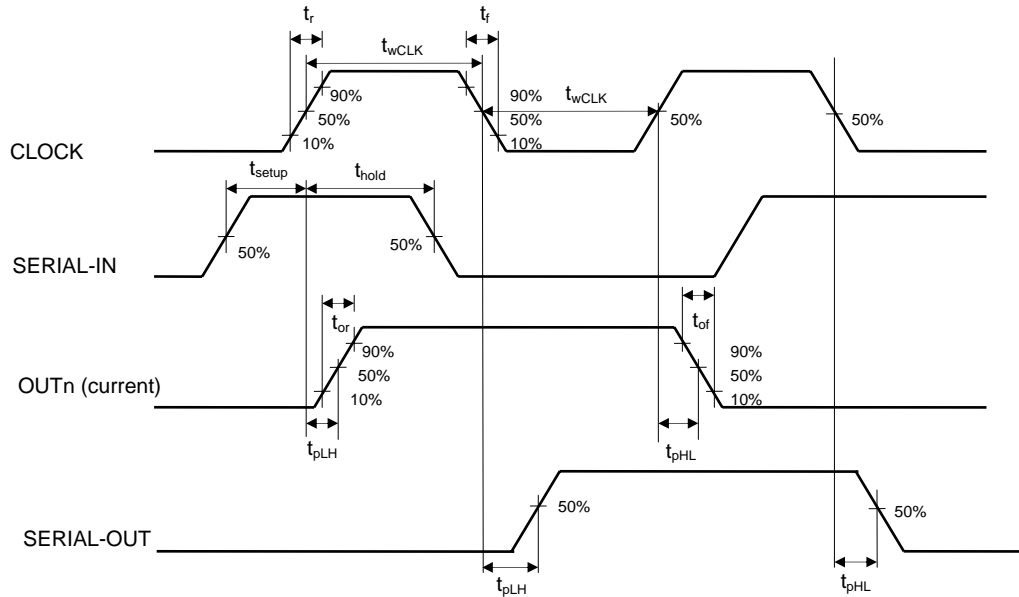 tr
tf
twCLK
90%
50%
10%
90%
50%
10%
twCLK
50%
50%
CLOCK
tsetup
thold
50%
50%
SERIAL-IN
tor
tof
90%
50%
10%
90%
50%
10%
OUTn (current)
tpLH
tpHL
50%
50%
SERIAL-OUT
tpLH
tpHL